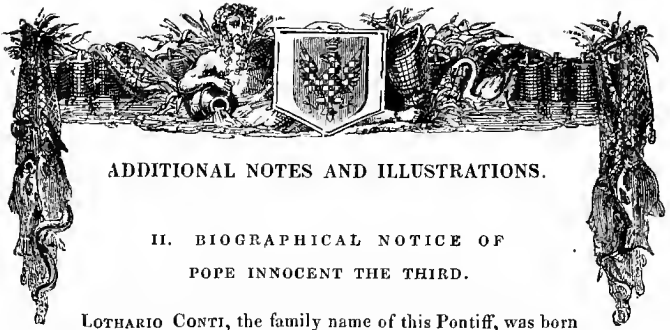 ADDITIONAL NOTES AND ILLUSTRATIONS.
II. BIOGRAPHICAL NOTICE OF
POPE INNOCENT THE THIRD.
LOTHARIO CONTI, the family name of this Pontiff, was born